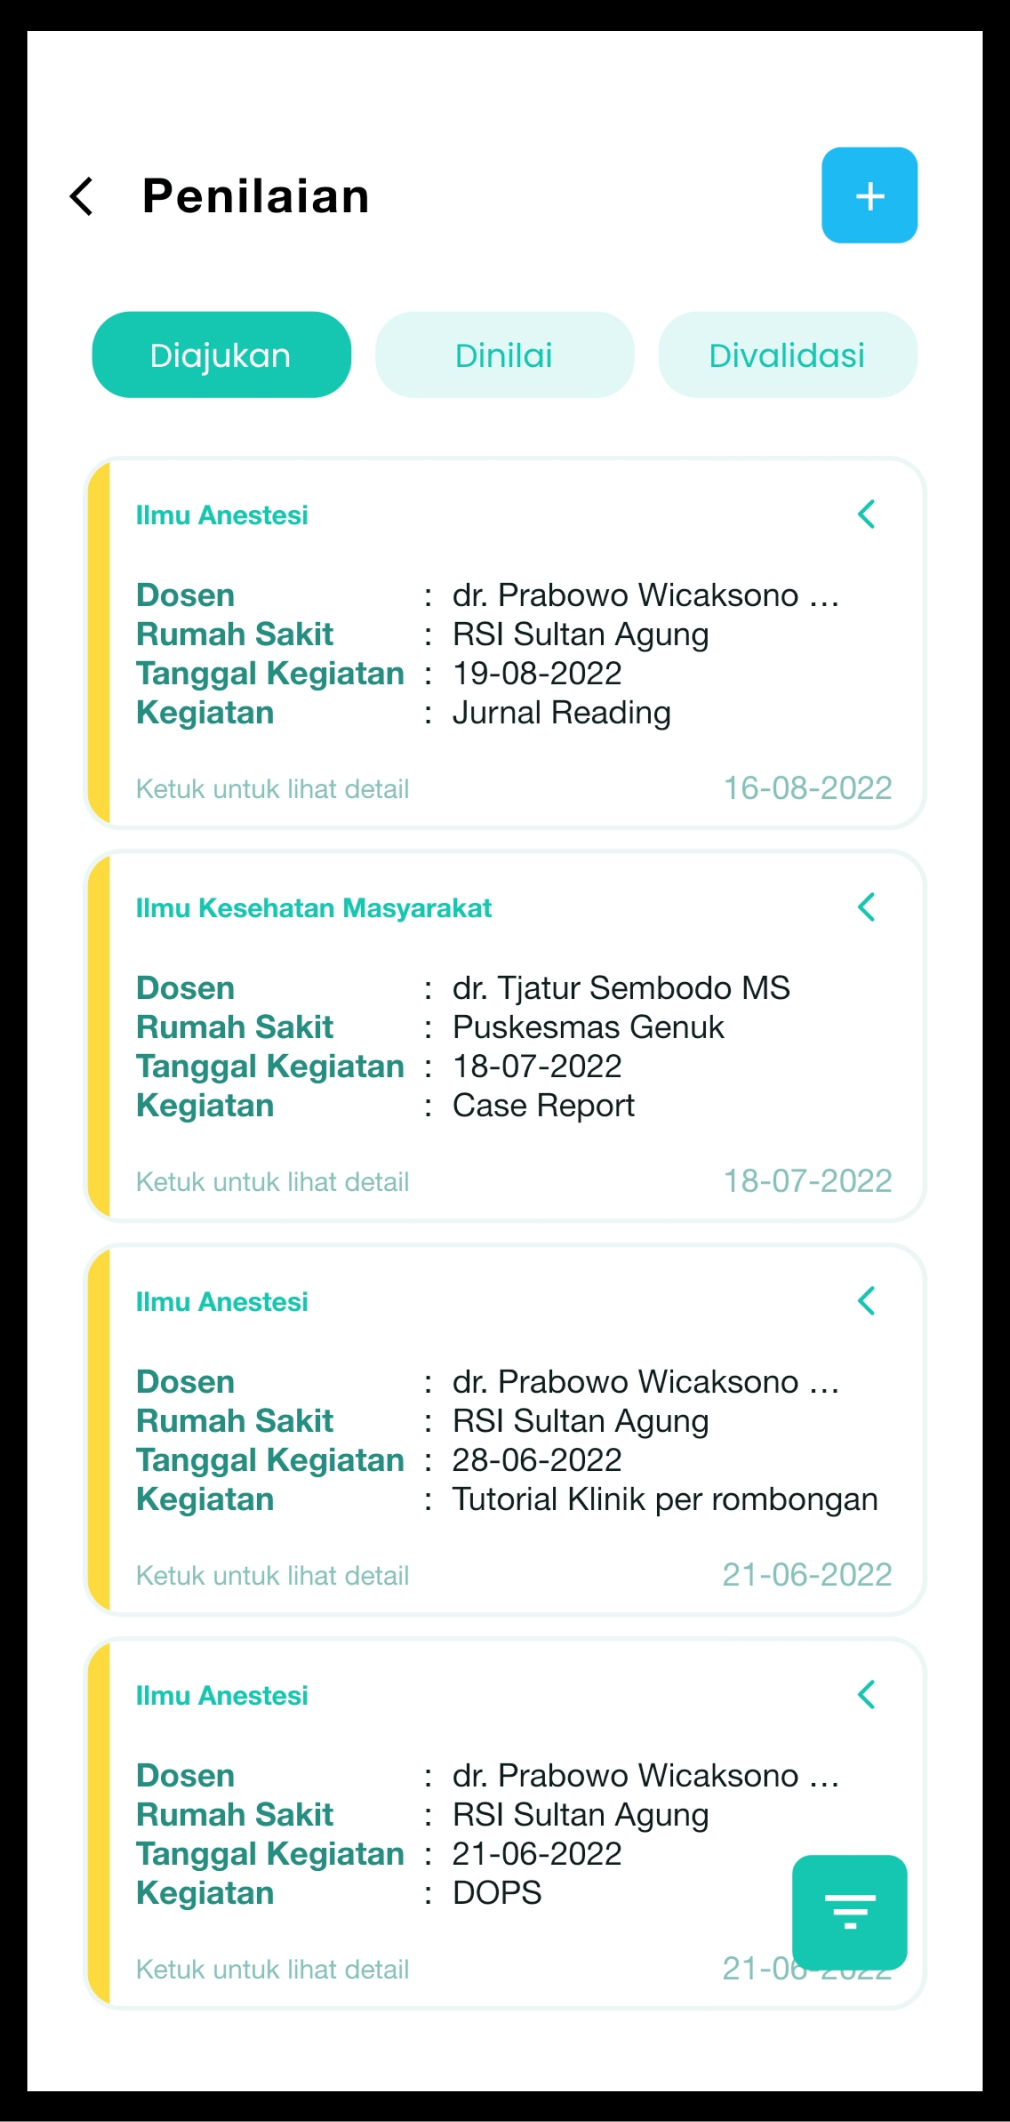 Penilaian
Diajukan Dinilai Divalidasi
Ilmu Anestesi
Dosen : dr. Prabowo Wicaksono ...
Rumah Sakit : RSI Sultan Agung
Tanggal Kegiatan : 19-08-2022
Kegiatan : Jurnal Reading
Ketuk untuk lihat detail 16-08-2022
Ilmu Kesehatan Masyarakat
Dosen : dr. Tjatur Sembodo MS
Rumah Sakit : Puskesmas Genuk
Tanggal Kegiatan : 18-07-2022
Kegiatan : Case Report
Ketuk untuk lihat detail 18-07-2022
Ilmu Anestesi
Dosen : dr. Prabowo Wicaksono ...
Rumah Sakit : RSI Sultan Agung
Tanggal Kegiatan : 28-06-2022
Kegiatan : Tutorial Klinik per rombongan
Ketuk untuk lihat detail 21-06-2022
Ilmu Anestesi
Dosen : dr. Prabowo Wicaksono ...
Rumah Sakit : RSI Sultan Agung
Tanggal Kegiatan : 21-06-2022
Kegiatan : DOPS
Ketuk untuk lihat detail 21-06-2022